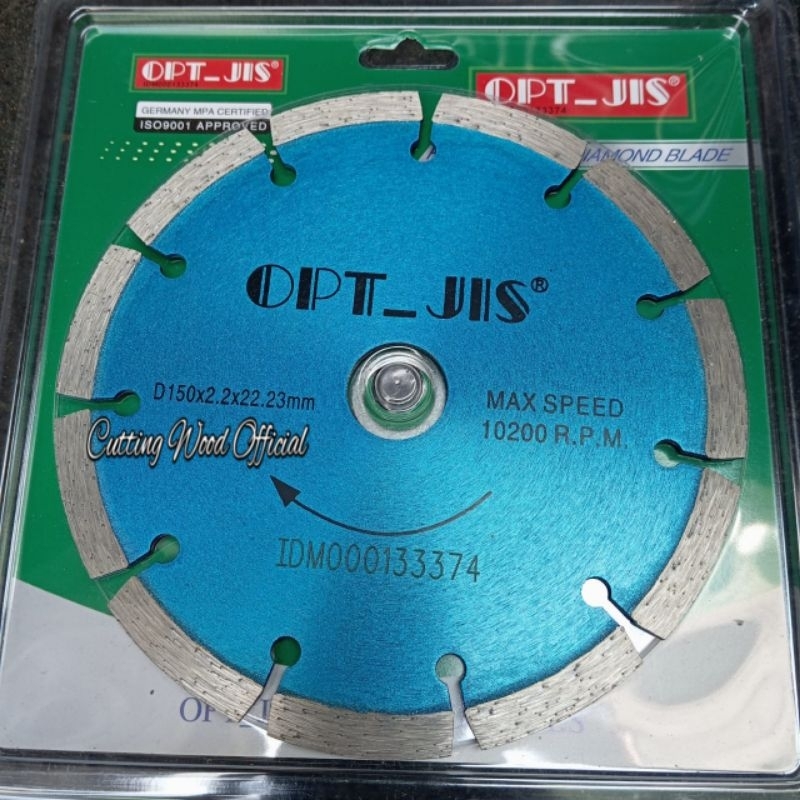 OPT_JIS®
IDM000133374
GERMANY MPA CERTIFIED
ISO9001 APPROVED
OPT_JIS®
DIAMOND BLADE
OPT_JIS®
D150x2.2x22.23mm
MAX SPEED
10200 R.P.M.
Cutting Wood Official
IDM000133374